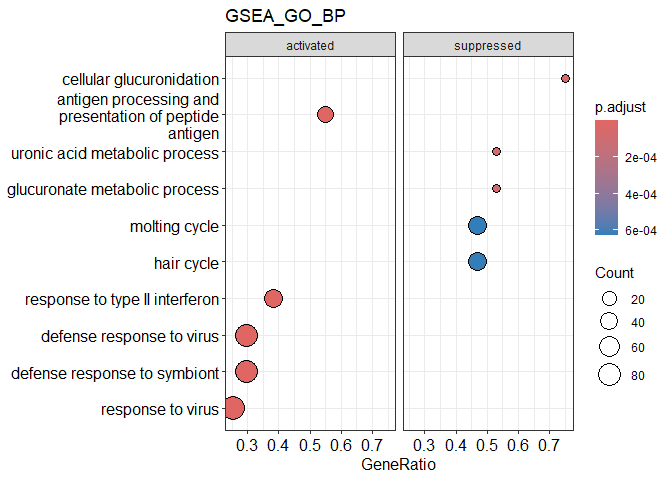 GSEA_GO_BP
activated
suppressed
cellular glucuronidation
antigen processing and
presentation of peptide
antigen
uronic acid metabolic process
glucuronate metabolic process
molting cycle
hair cycle
response to type II interferon
defense response to virus
defense response to symbiont
response to virus
0.3 0.4 0.5 0.6 0.7
0.3 0.4 0.5 0.6 0.7
GeneRatio
p.adjust
2e-04
4e-04
6e-04
Count
20
40
60
80